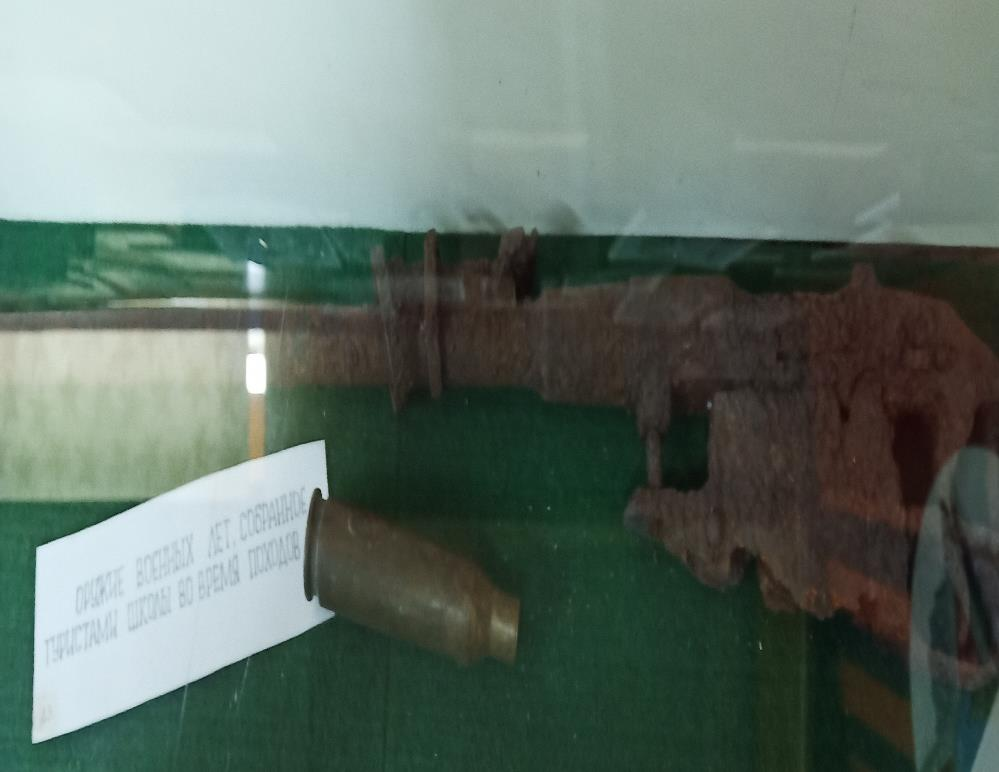 ОРУЖИЕ ВОЕННЫХ ЛЕТ, СОБРАННОЕ
ТУРИСТАМИ ШКОЛЫ ВО ВРЕМЯ ПОХОДОВ